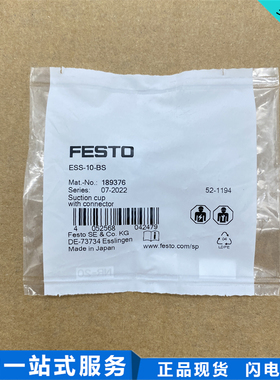 FESTO
ESS-10-BS
Mat.-No.: 189376
Series: 07-2022 52-1194
Suction cup
with connector
4 052568 042479
Festo SE & Co. KG
DE-73734 Esslingen
Made in Japan
www.festo.com/sp
一站式服务 正品现货 闪电